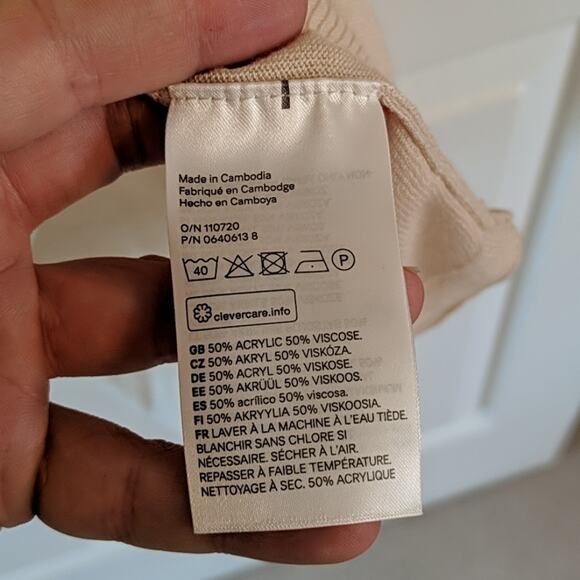 Made in Cambodia
Fabriqué en Cambodge
Hecho en Camboya
O/N 110720
P/N 0640613 8
40 P
clevercare.info
GB 50% ACRYLIC 50% VISCOSE.
CZ 50% AKRYL 50% VISKÓZA.
DE 50% ACRYL 50% VISKOSE.
EE 50% AKRÜÜL 50% VISKOOS.
ES 50% acrílico 50% viscosa.
FI 50% AKRYYLIA 50% VISKOOSIA.
FR LAVER À LA MACHINE À L'EAU TIÈDE.
BLANCHIR SANS CHLORE SI
NÉCESSAIRE. SÉCHER À L'AIR.
REPASSER À FAIBLE TEMPÉRATURE.
NETTOYAGE À SEC. 50% ACRYLIQUE